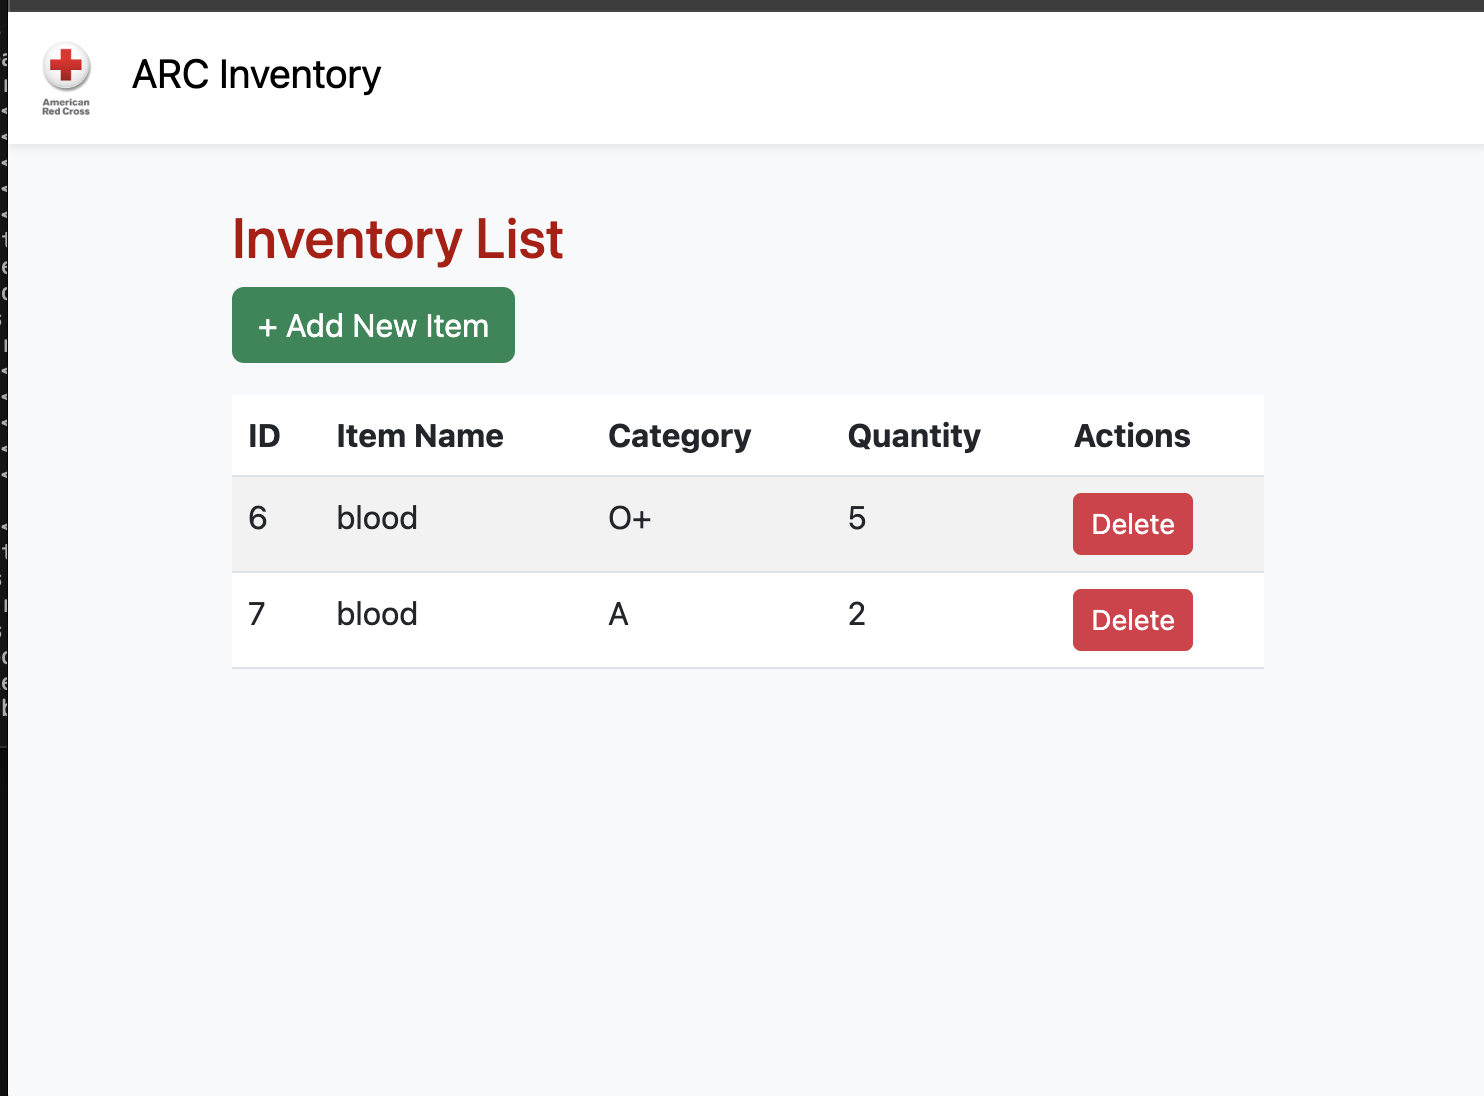 American
Red Cross
ARC Inventory
Inventory List
+ Add New Item
ID Item Name Category Quantity Actions
6 blood O+ 5 Delete
7 blood A 2 Delete